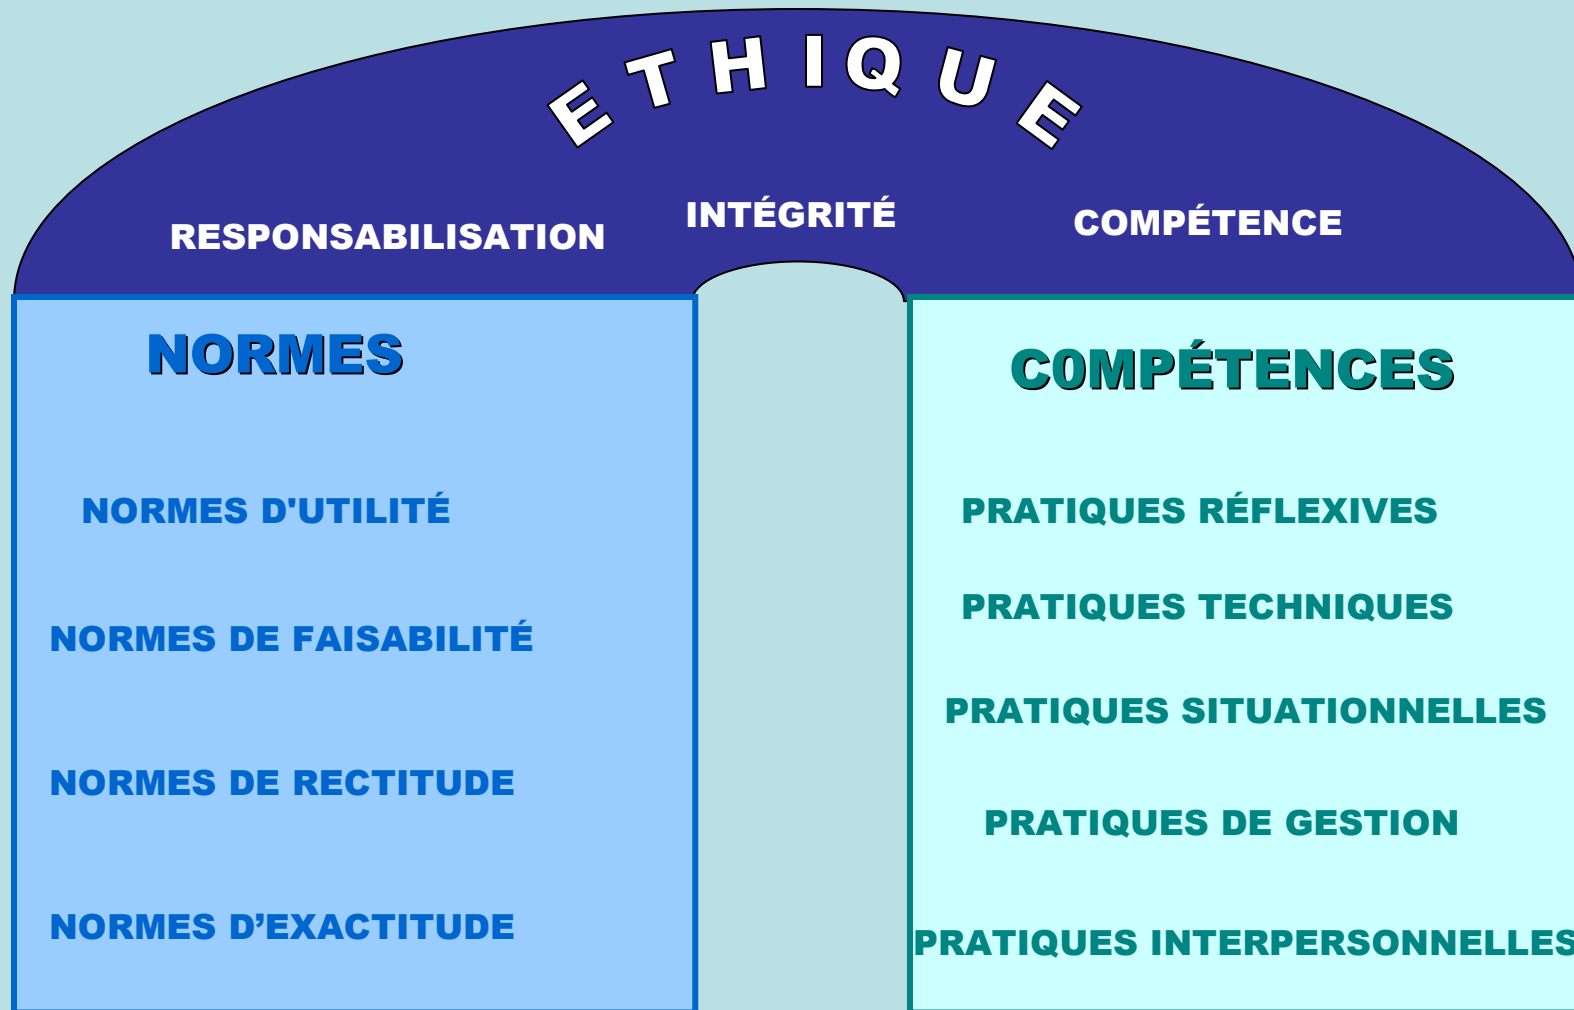 ETHIQUE
RESPONSABILISATION
INTÉGRITÉ
COMPÉTENCE
NORMES
NORMES D'UTILITÉ
NORMES DE FAISABILITÉ
NORMES DE RECTITUDE
NORMES D’EXACTITUDE
C0MPÉTENCES
PRATIQUES RÉFLEXIVES
PRATIQUES TECHNIQUES
PRATIQUES SITUATIONNELLES
PRATIQUES DE GESTION
PRATIQUES INTERPERSONNELLES